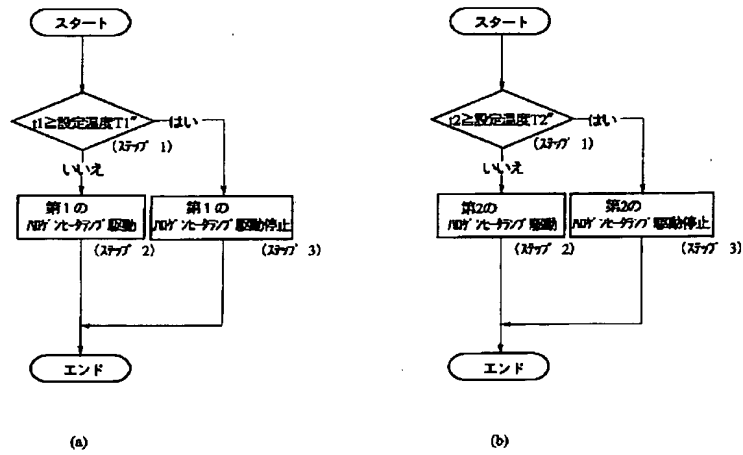 スタート
t1≧設定温度T1"
はい
(ステップ 1)
いいえ
第1の
ハロゲンヒータランプ駆動
(ステップ 2)
第1の
ハロゲンヒータランプ駆動停止
(ステップ 3)
エンド
(a)
スタート
t2≧設定温度T2"
はい
(ステップ 1)
いいえ
第2の
ハロゲンヒータランプ駆動
(ステップ 2)
第2の
ハロゲンヒータランプ駆動停止
(ステップ 3)
エンド
(b)